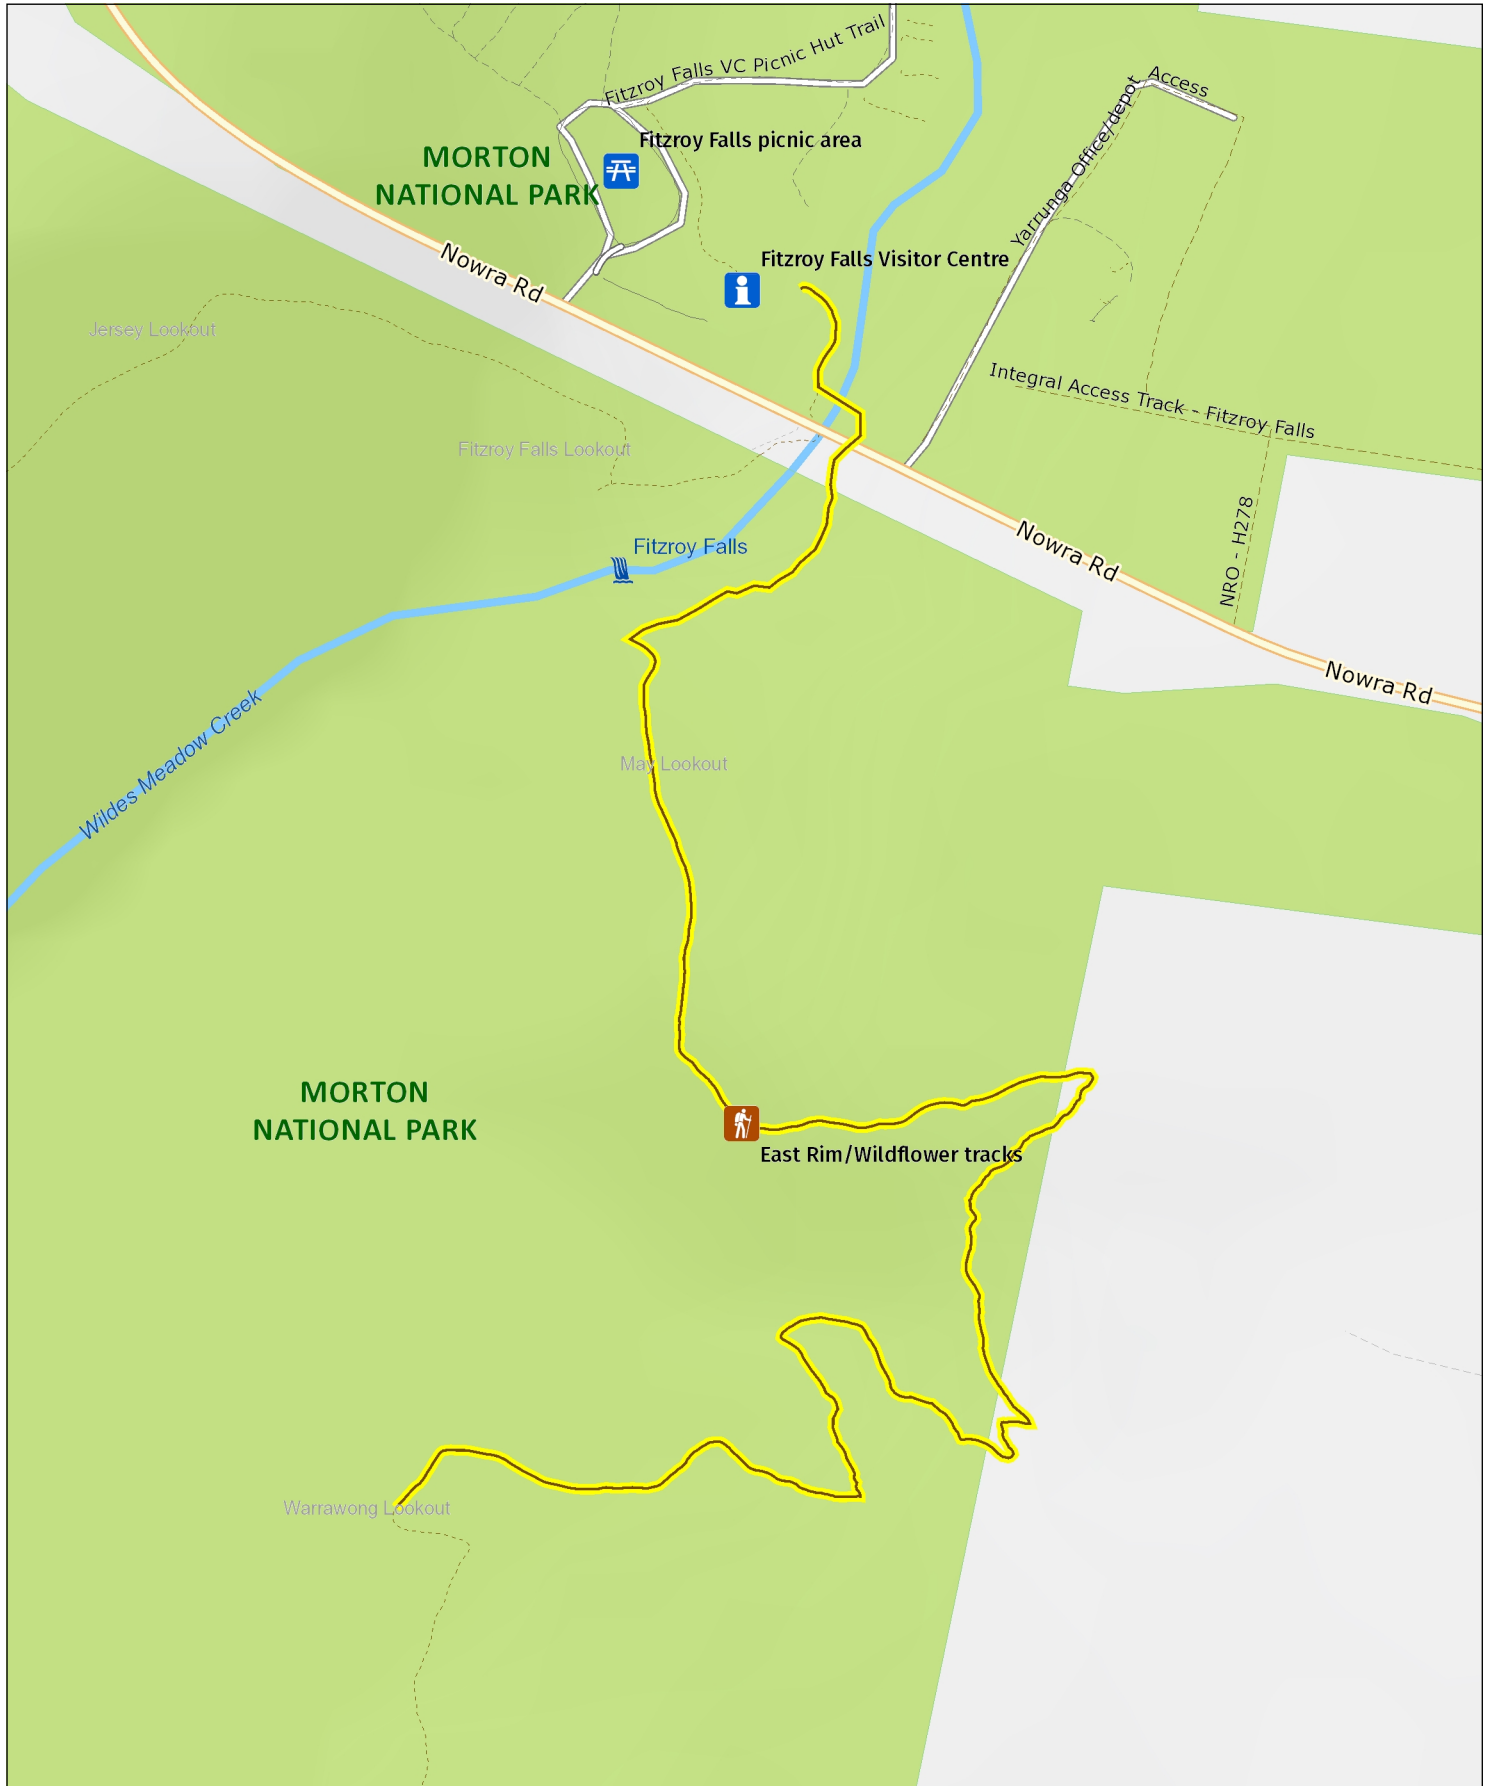 Fitzroy Falls VC Picnic Hut Trail
Yarrunga Office/depot Access
Fitzroy Falls picnic area
MORTON
NATIONAL PARK
Nowra Rd
Fitzroy Falls Visitor Centre
Jersey Lookout
Integral Access Track - Fitzroy Falls
Fitzroy Falls Lookout
Nowra Rd
NRO - H278
Fitzroy Falls
Nowra Rd
Wildes Meadow Creek
May Lookout
MORTON
NATIONAL PARK
East Rim/Wildflower tracks
Warrawong Lookout